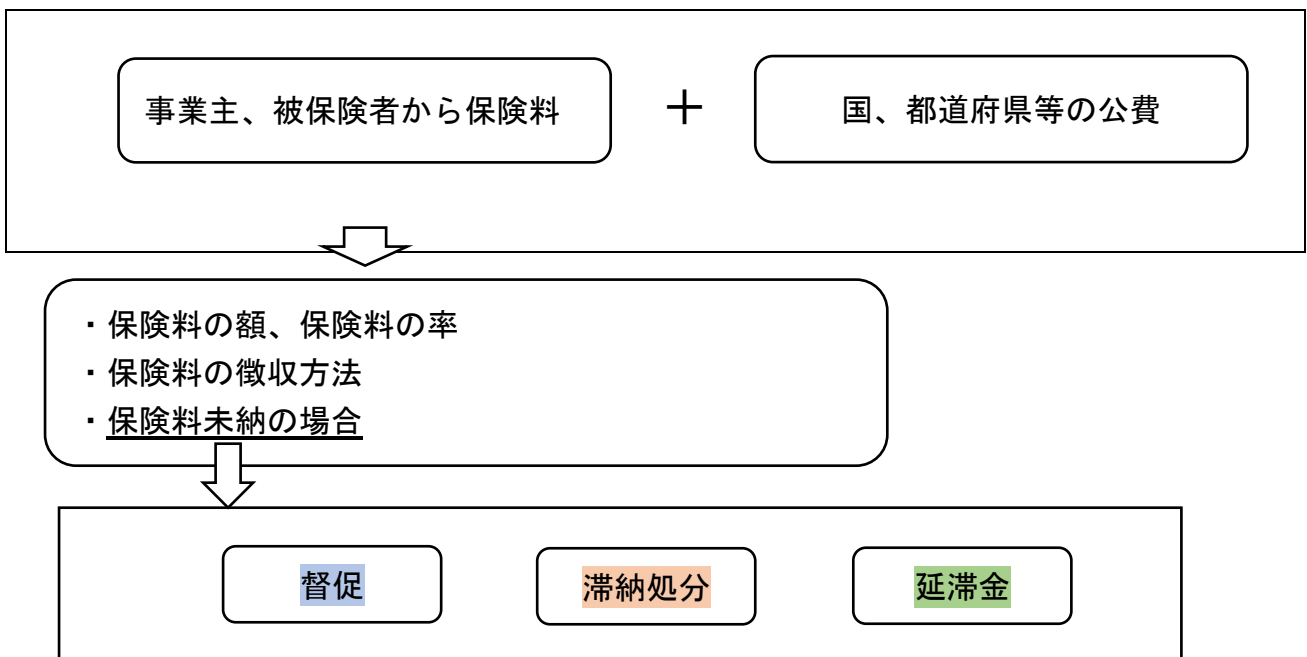 事業主、被保険者から保険料
＋
国、都道府県等の公費
・保険料の額、保険料の率
・保険料の徴収方法
・保険料未納の場合
督促
滞納処分
延滞金